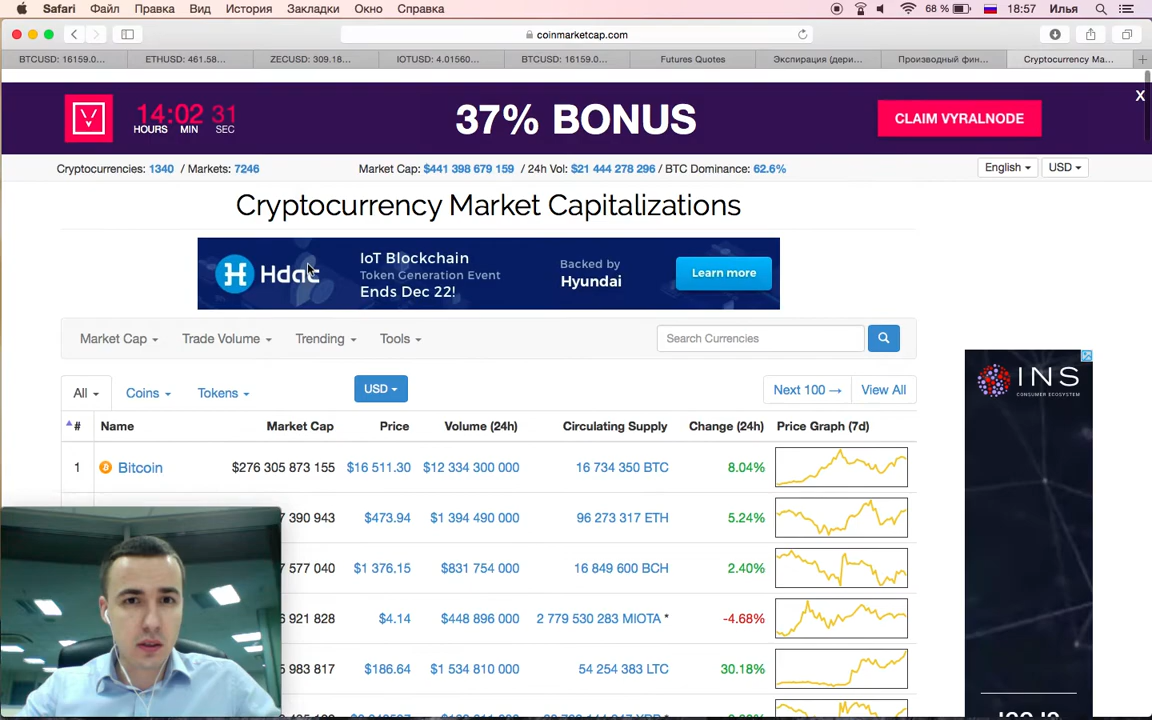 Safari Файл Правка Вид История Закладки Окно Справка 68 % 18:57 Илья
coinmarketcap.com
BTCUSD: 16159.0... ETHUSD: 461.58... ZECUSD: 309.18... IOTUSD: 4.01560... BTCUSD: 16159.0... Futures Quotes Экспирация (дери... Производный фин... Cryptocurrency Ma...
14:02 31
HOURS MIN SEC
37% BONUS
CLAIM VYRALNODE
X
Cryptocurrencies: 1340 / Markets: 7246 Market Cap: $441 398 679 159 / 24h Vol: $21 444 278 296 / BTC Dominance: 62.6% English USD
Cryptocurrency Market Capitalizations
Hdac
IoT Blockchain
Token Generation Event
Ends Dec 22!
Backed by
Hyundai
Learn more
Market Cap Trade Volume Trending Tools Search Currencies
All Coins Tokens USD Next 100 → View All
# Name Market Cap Price Volume (24h) Circulating Supply Change (24h) Price Graph (7d)
1 Bitcoin $276 305 873 155 $16 511.30 $12 334 300 000 16 734 350 BTC 8.04%
7 390 943 $473.94 $1 394 490 000 96 273 317 ETH 5.24%
7 577 040 $1 376.15 $831 754 000 16 849 600 BCH 2.40%
6 921 828 $4.14 $448 896 000 2 779 530 283 MIOTA * -4.68%
5 983 817 $186.64 $1 534 810 000 54 254 383 LTC 30.18%
INS
CONSUMER ECOSYSTEM